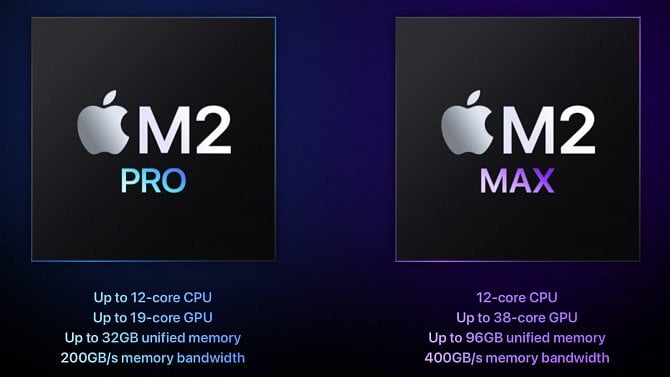 M2
PRO
Up to 12-core CPU
Up to 19-core GPU
Up to 32GB unified memory
200GB/s memory bandwidth
M2
MAX
12-core CPU
Up to 38-core GPU
Up to 96GB unified memory
400GB/s memory bandwidth